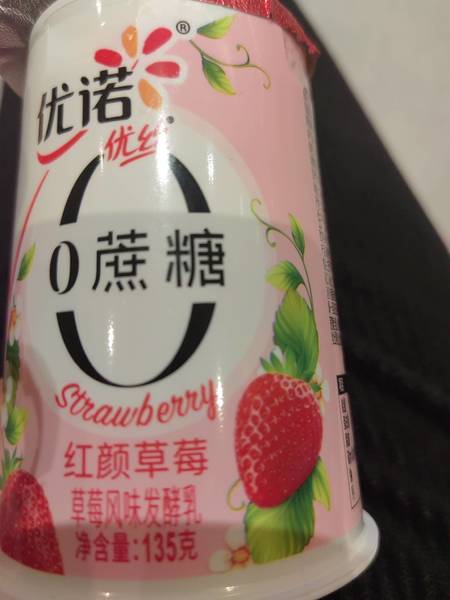 优诺®
优丝
0蔗糖
Strawberry
红颜草莓
草莓风味发酵乳
净含量:135克